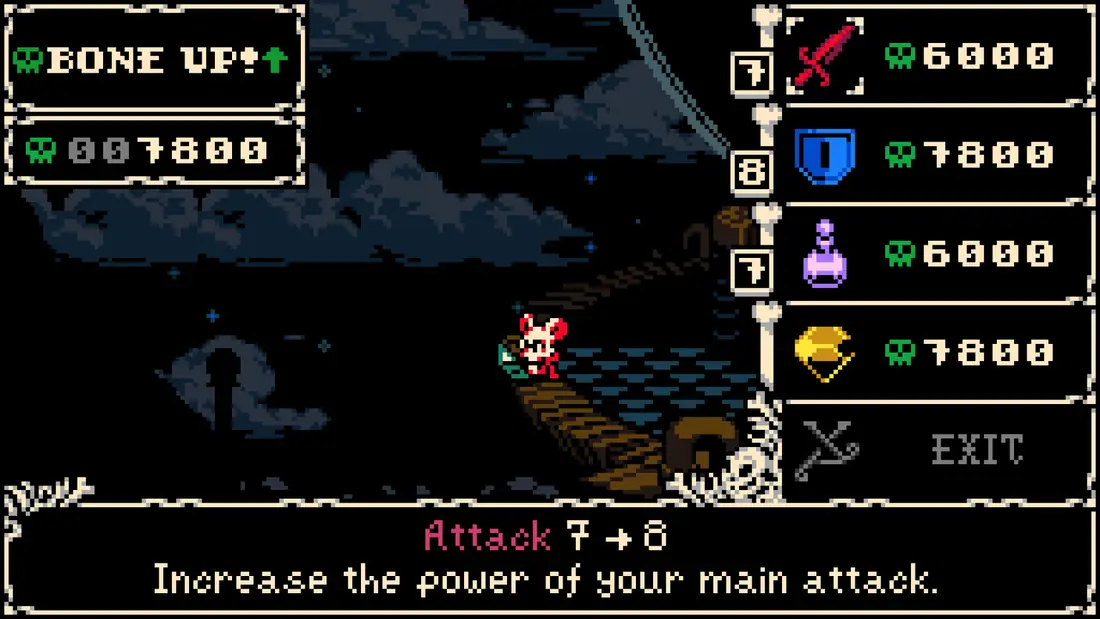 BONE UP!
007800
7
6000
8
7800
7
6000
7800
EXIT
Attack 7 → 8
Increase the power of your main attack.